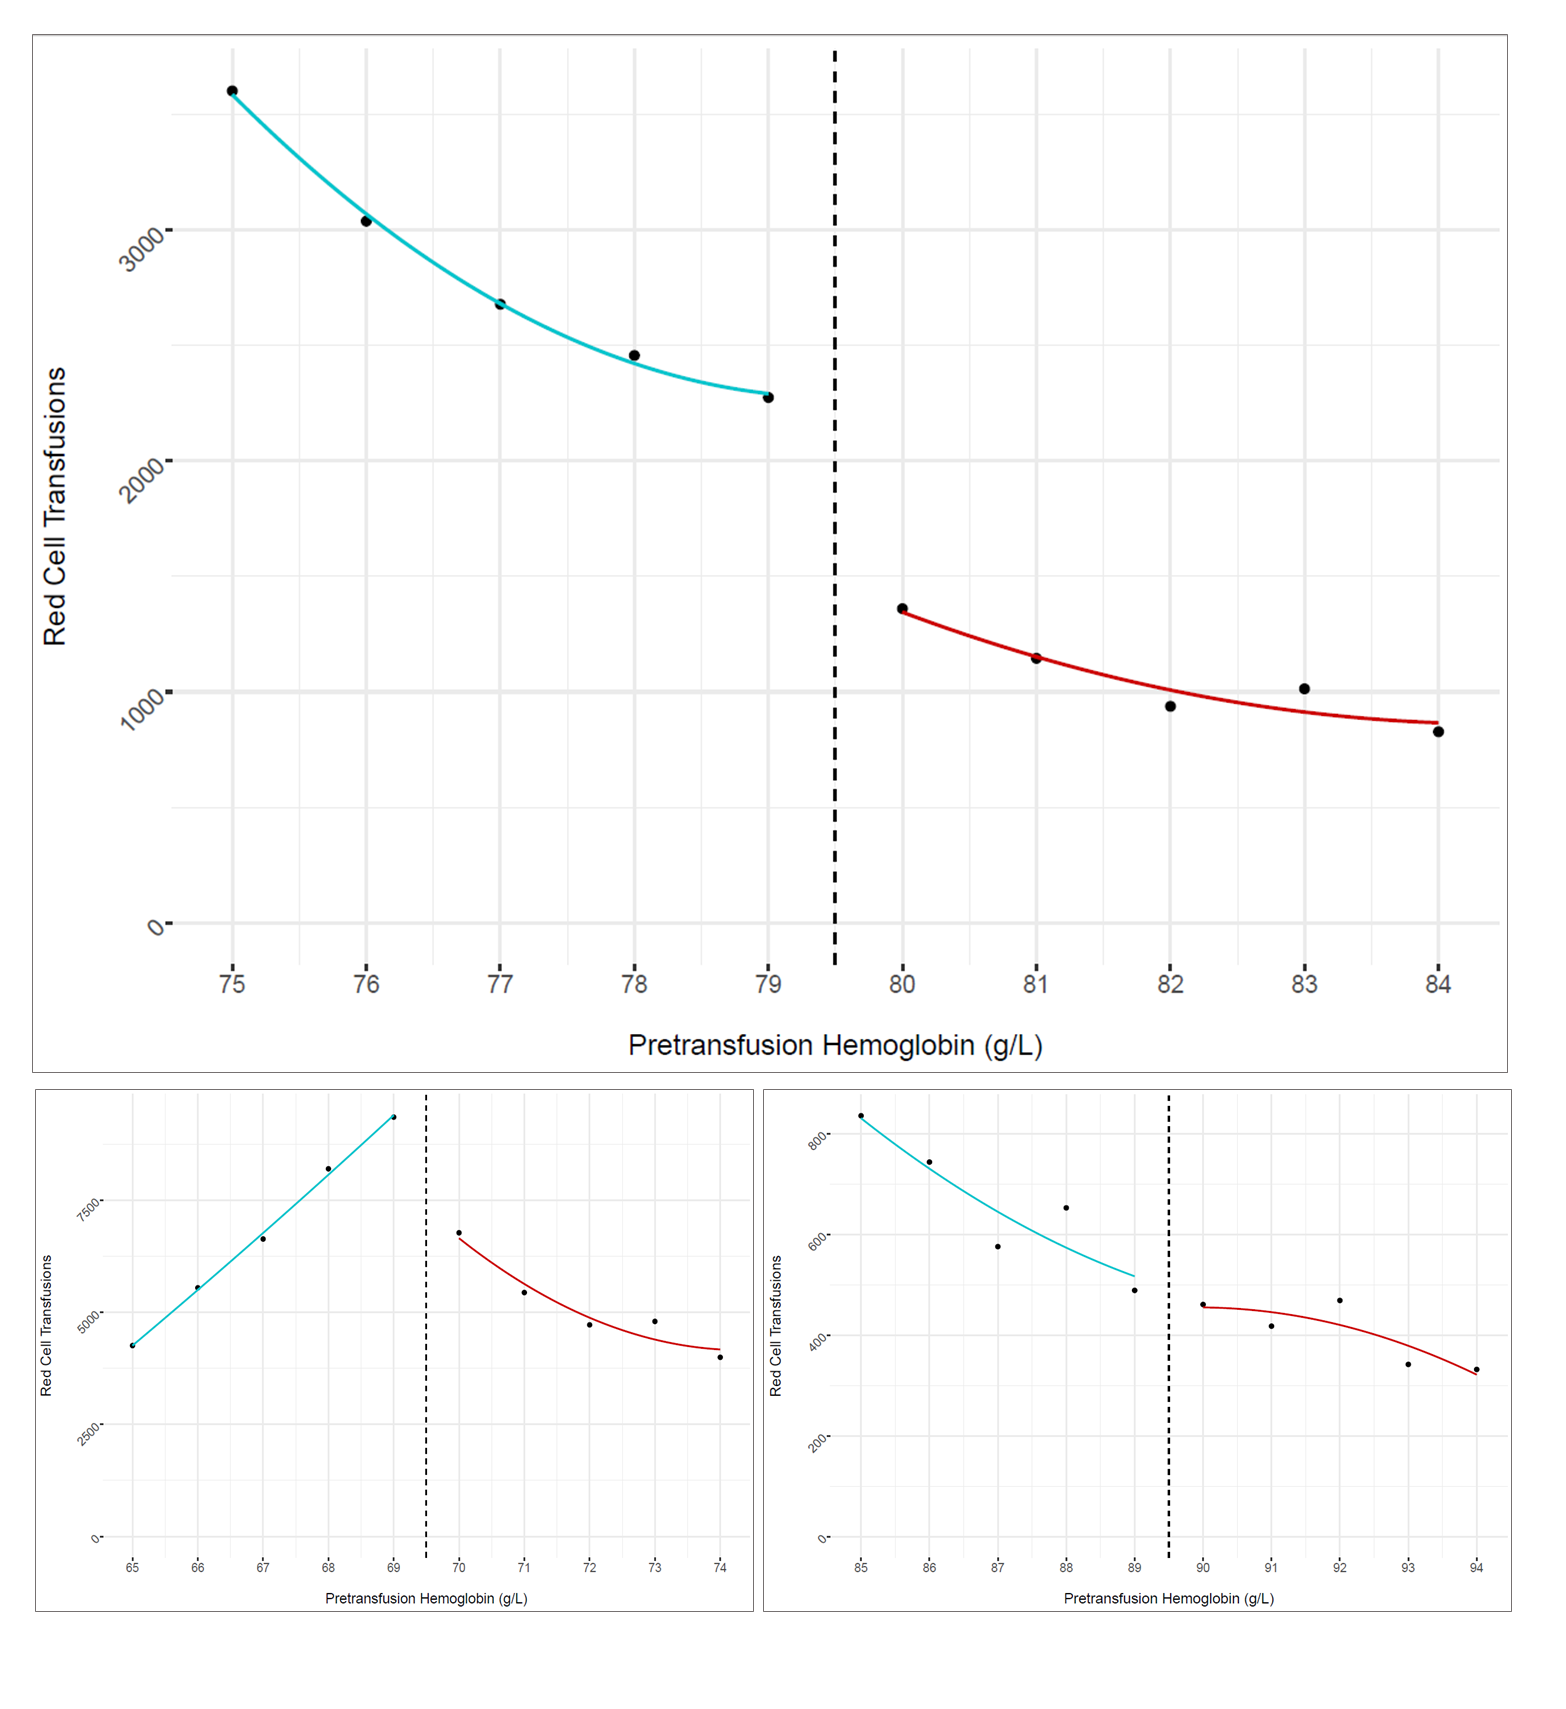 3000
2000
1000
0
Red Cell Transfusions
75 76 77 78 79 80 81 82 83 84
Pretransfusion Hemoglobin (g/L)
7500
5000
2500
0
Red Cell Transfusions
65 66 67 68 69 70 71 72 73 74
Pretransfusion Hemoglobin (g/L)
800
600
400
200
0
Red Cell Transfusions
85 86 87 88 89 90 91 92 93 94
Pretransfusion Hemoglobin (g/L)